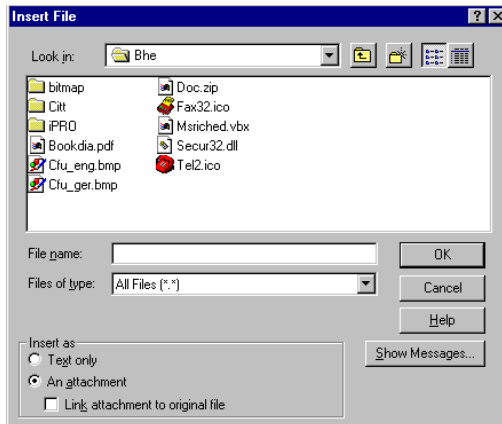 Insert File
Look in: Bhe
bitmap
Citt
iPRO
Bookdia.pdf
Cfu_eng.bmp
Cfu_ger.bmp
Doc.zip
Fax32.ico
Msriched.vbx
Secur32.dll
Tel2.ico
File name:
OK
Files of type: All Files (*.*)
Cancel
Help
Insert as
Show Messages...
Text only
An attachment
Link attachment to original file